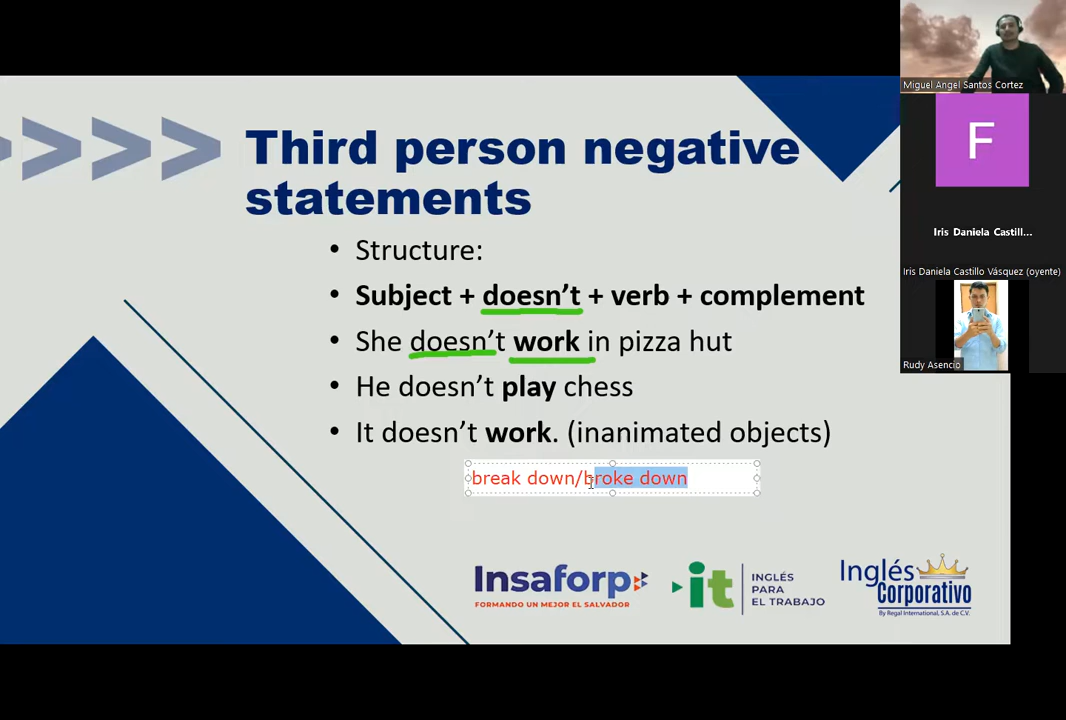 Third person negative
statements
• Structure:
• Subject + doesn't + verb + complement
• She doesn't work in pizza hut
• He doesn't play chess
• It doesn't work. (inanimated objects)
break down/broke down
Insaforp
FORMANDO UN MEJOR EL SALVADOR
it
INGLÉS
PARA
EL TRABAJO
Inglés
Corporativo
By Regal International, S.A. de C.V.
Miguel Angel Santos Cortez
F
Iris Daniela Castill...
Iris Daniela Castillo Vásquez (oyente)
Rudy Asencio